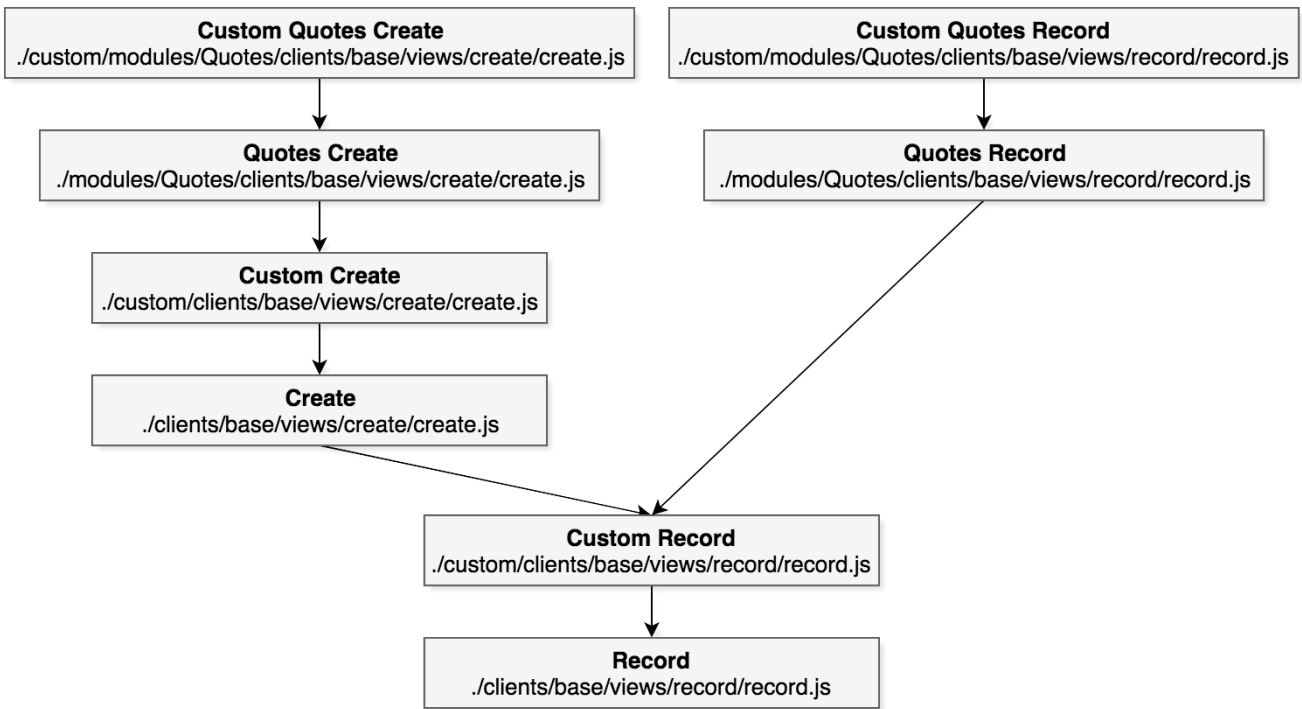 Custom Quotes Create
./custom/modules/Quotes/clients/base/views/create/create.js
Custom Quotes Record
./custom/modules/Quotes/clients/base/views/record/record.js
Quotes Create
./modules/Quotes/clients/base/views/create/create.js
Quotes Record
./modules/Quotes/clients/base/views/record/record.js
Custom Create
./custom/clients/base/views/create/create.js
Create
./clients/base/views/create/create.js
Custom Record
./custom/clients/base/views/record/record.js
Record
./clients/base/views/record/record.js